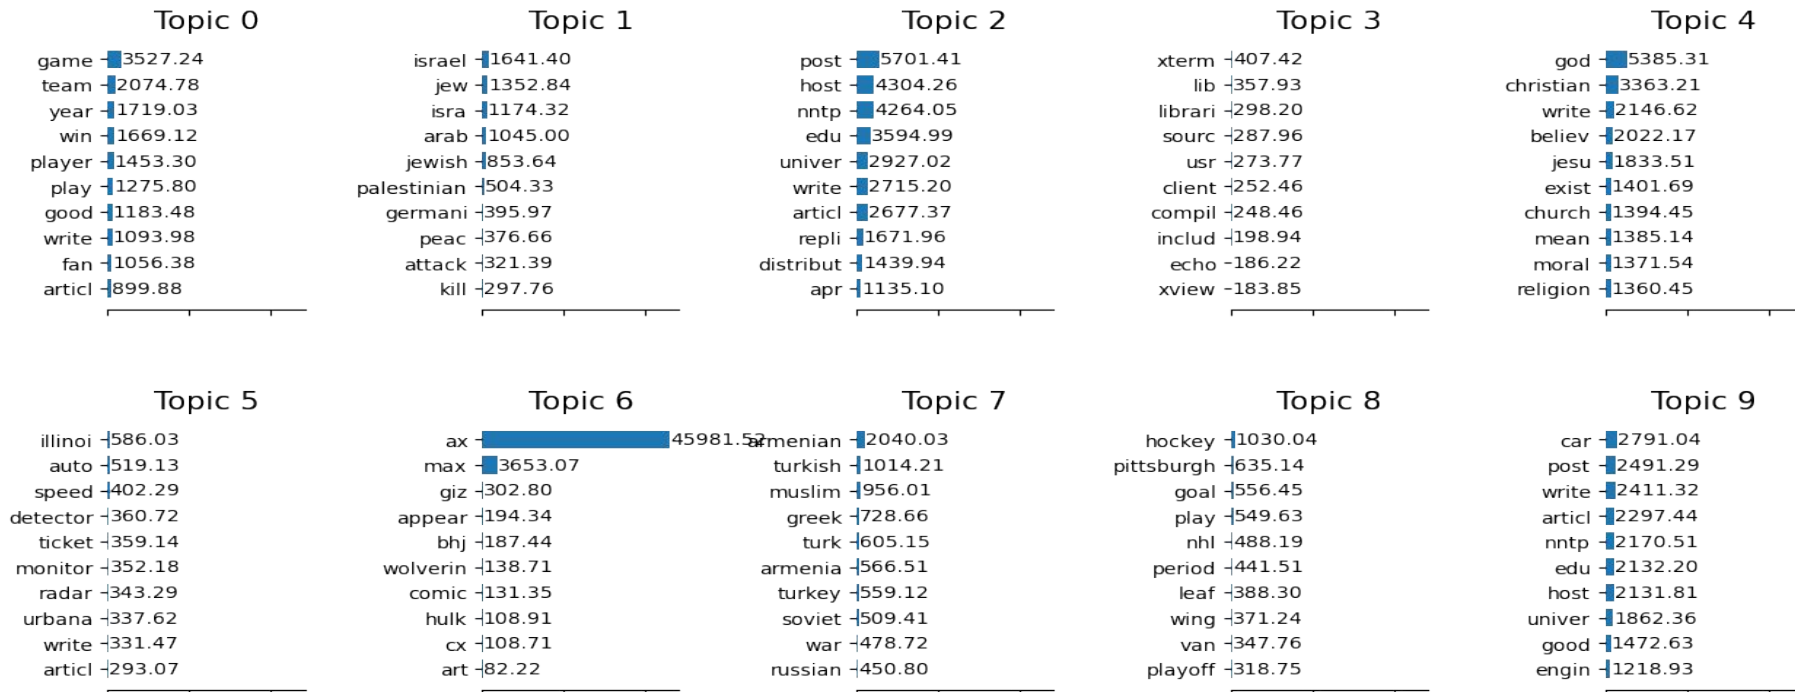 Topic 0
game 3527.24
team 2074.78
year 1719.03
win 1669.12
player 1453.30
play 1275.80
good 1183.48
write 1093.98
fan 1056.38
articl 899.88
Topic 1
israel 1641.40
jew 1352.84
isra 1174.32
arab 1045.00
jewish 853.64
palestinian 504.33
germani 395.97
peac 376.66
attack 321.39
kill 297.76
Topic 2
post 5701.41
host 4304.26
nntp 4264.05
edu 3594.99
univer 2927.02
write 2715.20
articl 2677.37
repli 1671.96
distribut 1439.94
apr 1135.10
Topic 3
xterm 407.42
lib 357.93
librari 298.20
sourc 287.96
usr 273.77
client 252.46
compil 248.46
includ 198.94
echo 186.22
xview 183.85
Topic 4
god 5385.31
christian 3363.21
write 2146.62
believ 2022.17
jesu 1833.51
exist 1401.69
church 1394.45
mean 1385.14
moral 1371.54
religion 1360.45
Topic 5
illinoi 586.03
auto 519.13
speed 402.29
detector 360.72
ticket 359.14
monitor 352.18
radar 343.29
urbana 337.62
write 331.47
articl 293.07
Topic 6
ax 45981.52
max 3653.07
giz 302.80
appear 194.34
bhj 187.44
wolverin 138.71
comic 131.35
hulk 108.91
cx 108.71
art 82.22
Topic 7
armenian 2040.03
turkish 1014.21
muslim 956.01
greek 728.66
turk 605.15
armenia 566.51
turkey 559.12
soviet 509.41
war 478.72
russian 450.80
Topic 8
hockey 1030.04
pittsburgh 635.14
goal 556.45
play 549.63
nhl 488.19
period 441.51
leaf 388.30
wing 371.24
van 347.76
playoff 318.75
Topic 9
car 2791.04
post 2491.29
write 2411.32
articl 2297.44
nntp 2170.51
edu 2132.20
host 2131.81
univer 1862.36
good 1472.63
engin 1218.93